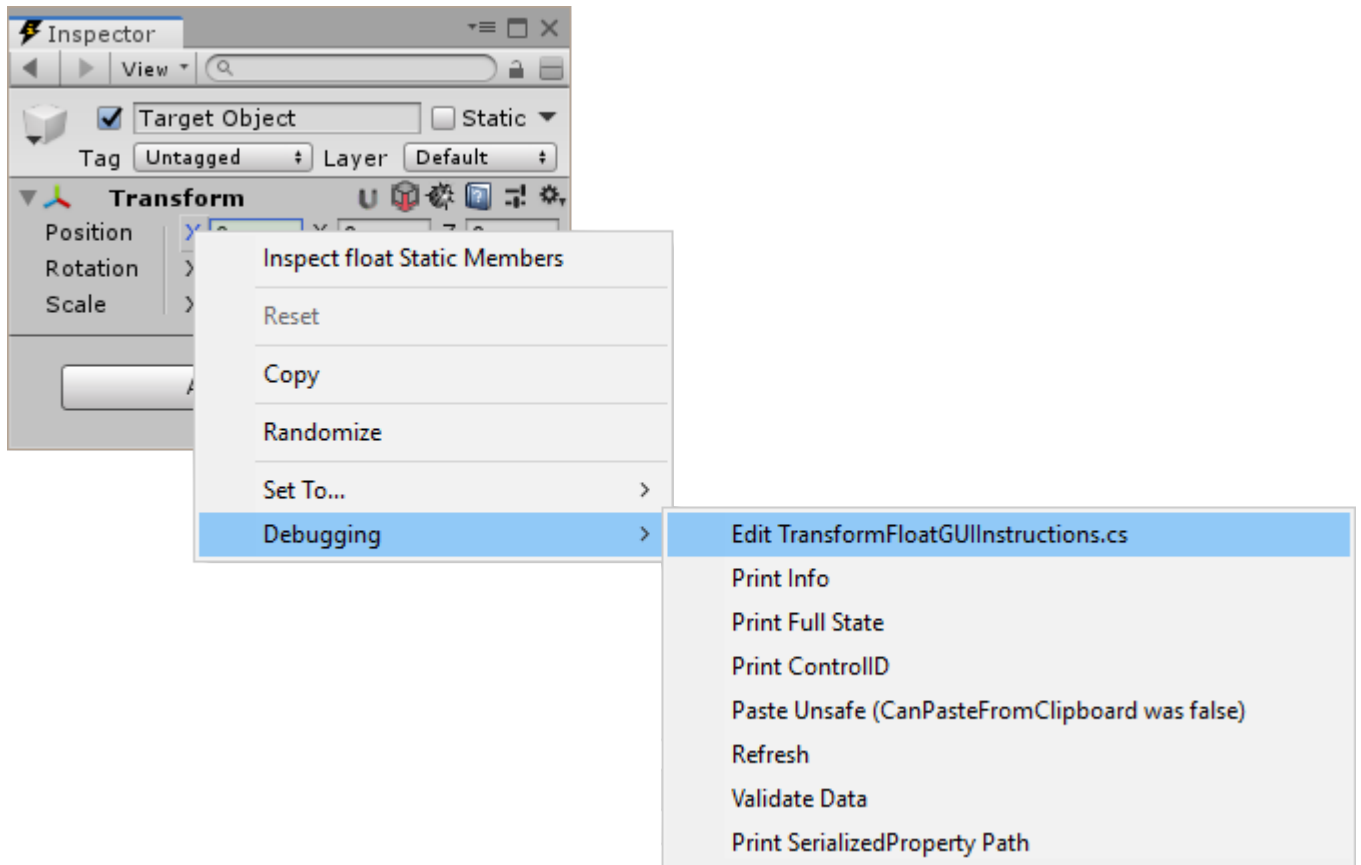 Inspector
View
Target Object Static
Tag Untagged Layer Default
Transform
Position X
Rotation
Scale
Inspect float Static Members
Reset
Copy
Randomize
Set To...
Debugging
Edit TransformFloatGUIInstructions.cs
Print Info
Print Full State
Print ControlID
Paste Unsafe (CanPasteFromClipboard was false)
Refresh
Validate Data
Print SerializedProperty Path